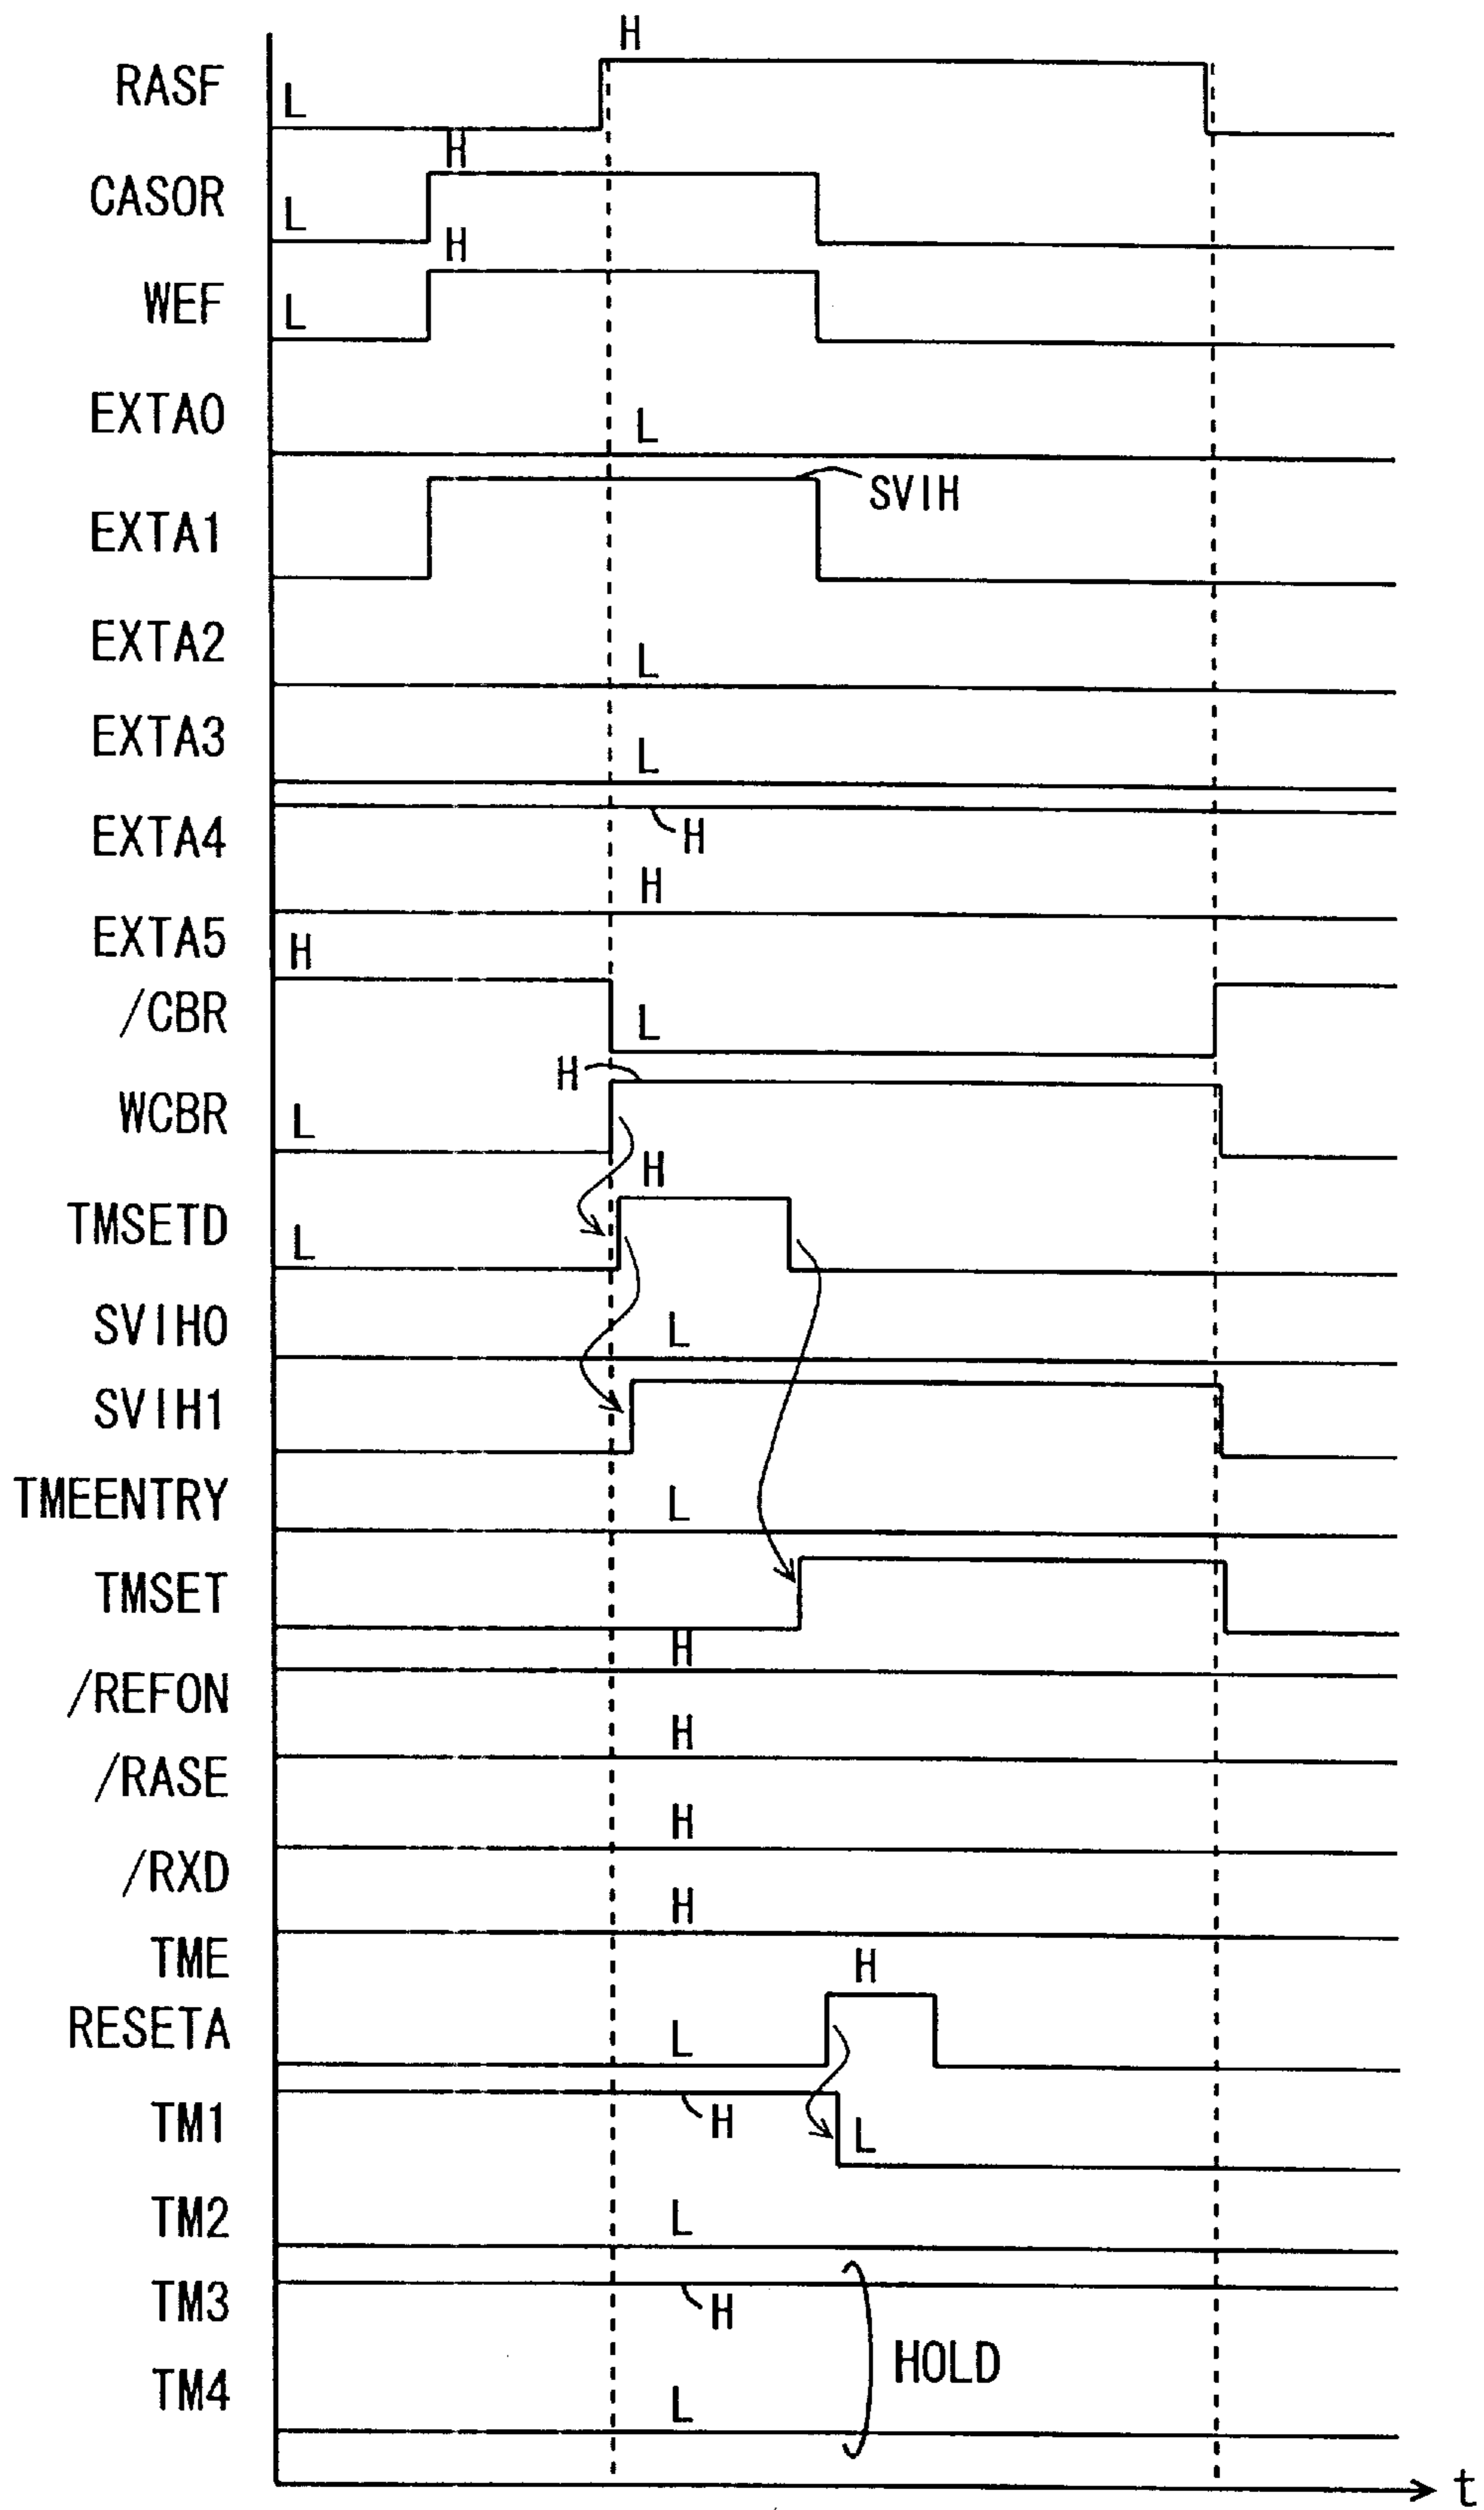 H
RASF
L
H
CASOR
L
H
WEF
L
EXTA0
L
SVIH
EXTA1
EXTA2
L
EXTA3
L
EXTA4
H
H
EXTA5
H
/CBR
L
H
WCBR
L
H
TMSETD
L
SVIH0
L
SVIH1
TMEENTRY
L
TMSET
H
/REFON
H
/RASE
H
/RXD
H
TME
H
RESETA
L
TM1
H
L
TM2
L
TM3
H
HOLD
TM4
L
t